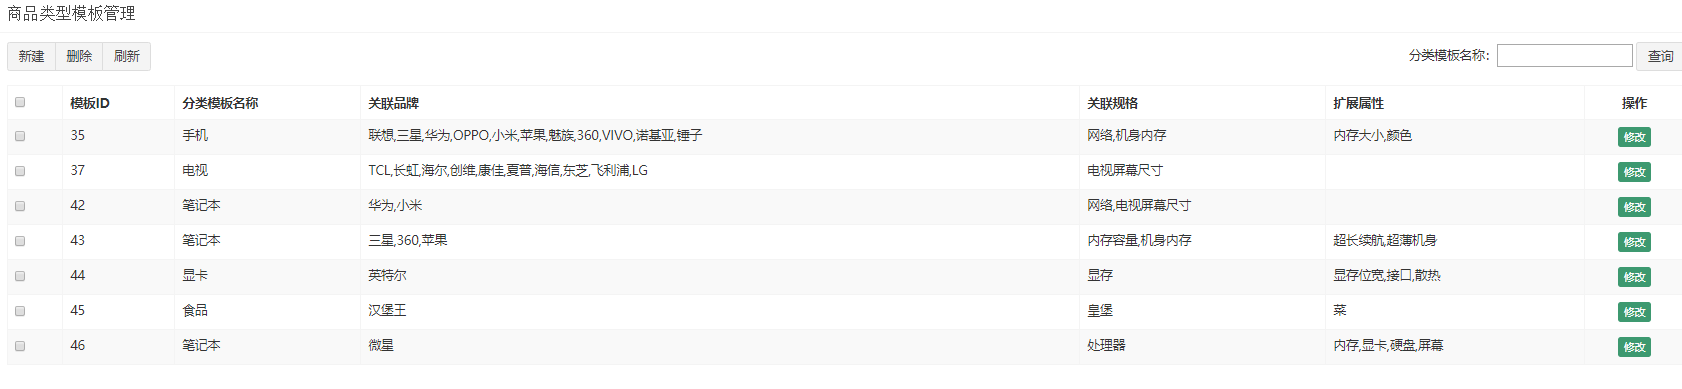 商品类型模板管理
新建 删除 刷新 分类模板名称: 查询
模板ID 分类模板名称 关联品牌 关联规格 扩展属性 操作
35 手机 联想,三星,华为,OPPO,小米,苹果,魅族,360,VIVO,诺基亚,锤子 网络,机身内存 内存大小,颜色 修改
37 电视 TCL,长虹,海尔,创维,康佳,夏普,海信,东芝,飞利浦,LG 电视屏幕尺寸 修改
42 笔记本 华为,小米 网络,电视屏幕尺寸 修改
43 笔记本 三星,360,苹果 内存容量,机身内存 超长续航,超薄机身 修改
44 显卡 英特尔 显存 显存位宽,接口,散热 修改
45 食品 汉堡王 皇堡 菜 修改
46 笔记本 微星 处理器 内存,显卡,硬盘,屏幕 修改